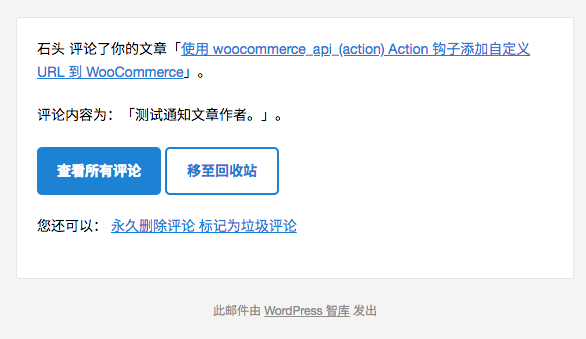 石头 评论了你的文章「使用 woocommerce_api_(action) Action 钩子添加自定义
URL 到 WooCommerce」。
评论内容为：「测试通知文章作者。」。
查看所有评论 移至回收站
您还可以： 永久删除评论 标记为垃圾评论
此邮件由 WordPress 智库 发出